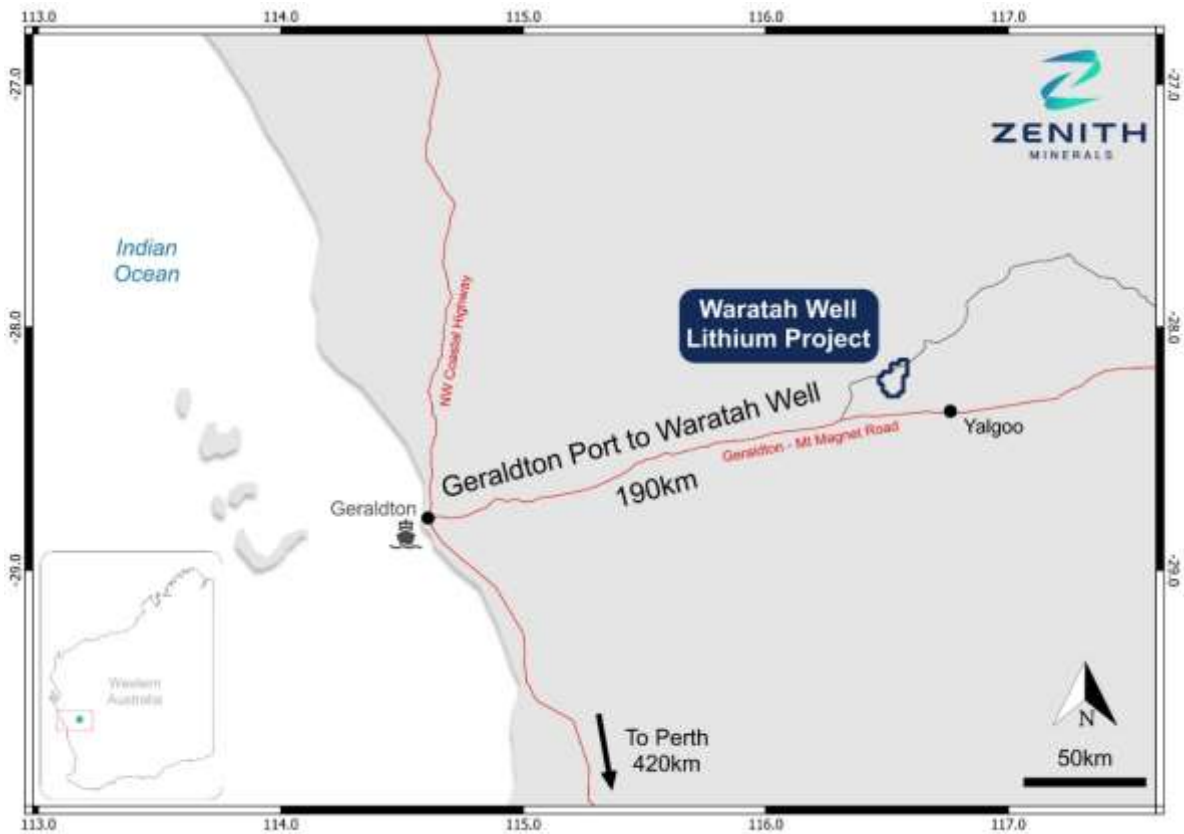 113.0
114.0
115.0
116.0
117.0
-27.0
-27.0
ZENITH
MINERALS
Indian
Ocean
NW Coastal Highway
Waratah Well
Lithium Project
-28.0
-28.0
Geraldton Port to Waratah Well
190km
Geraldton - Mt Magnet Road
Yalgoo
Geraldton
-29.0
-29.0
Western
Australia
To Perth
420km
N
50km
113.0
114.0
115.0
116.0
117.0